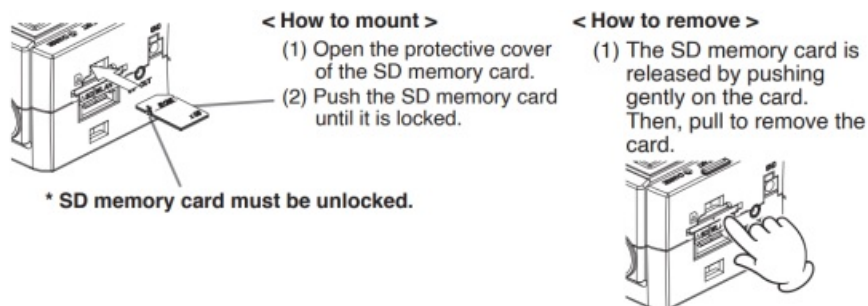 < How to mount >
(1) Open the protective cover
of the SD memory card.
(2) Push the SD memory card
until it is locked.
* SD memory card must be unlocked.
< How to remove >
(1) The SD memory card is
released by pushing
gently on the card.
Then, pull to remove the
card.